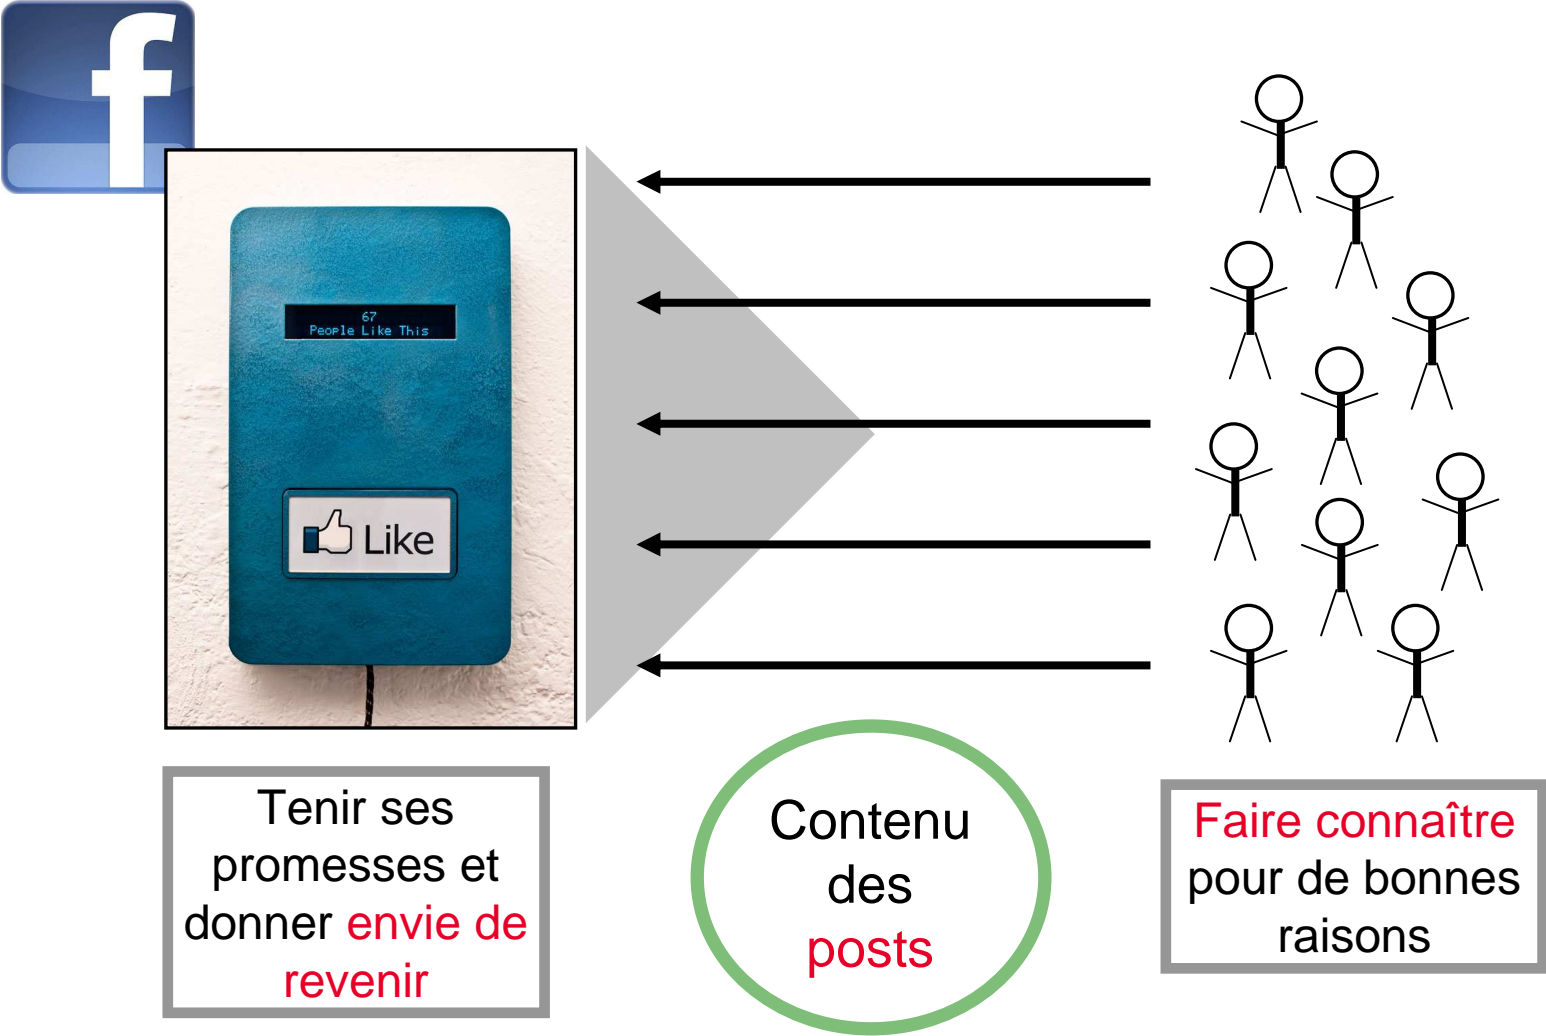 f
67
People Like This
Like
Tenir ses
promesses et
donner envie de
revenir
Contenu
des
posts
Faire connaître
pour de bonnes
raisons